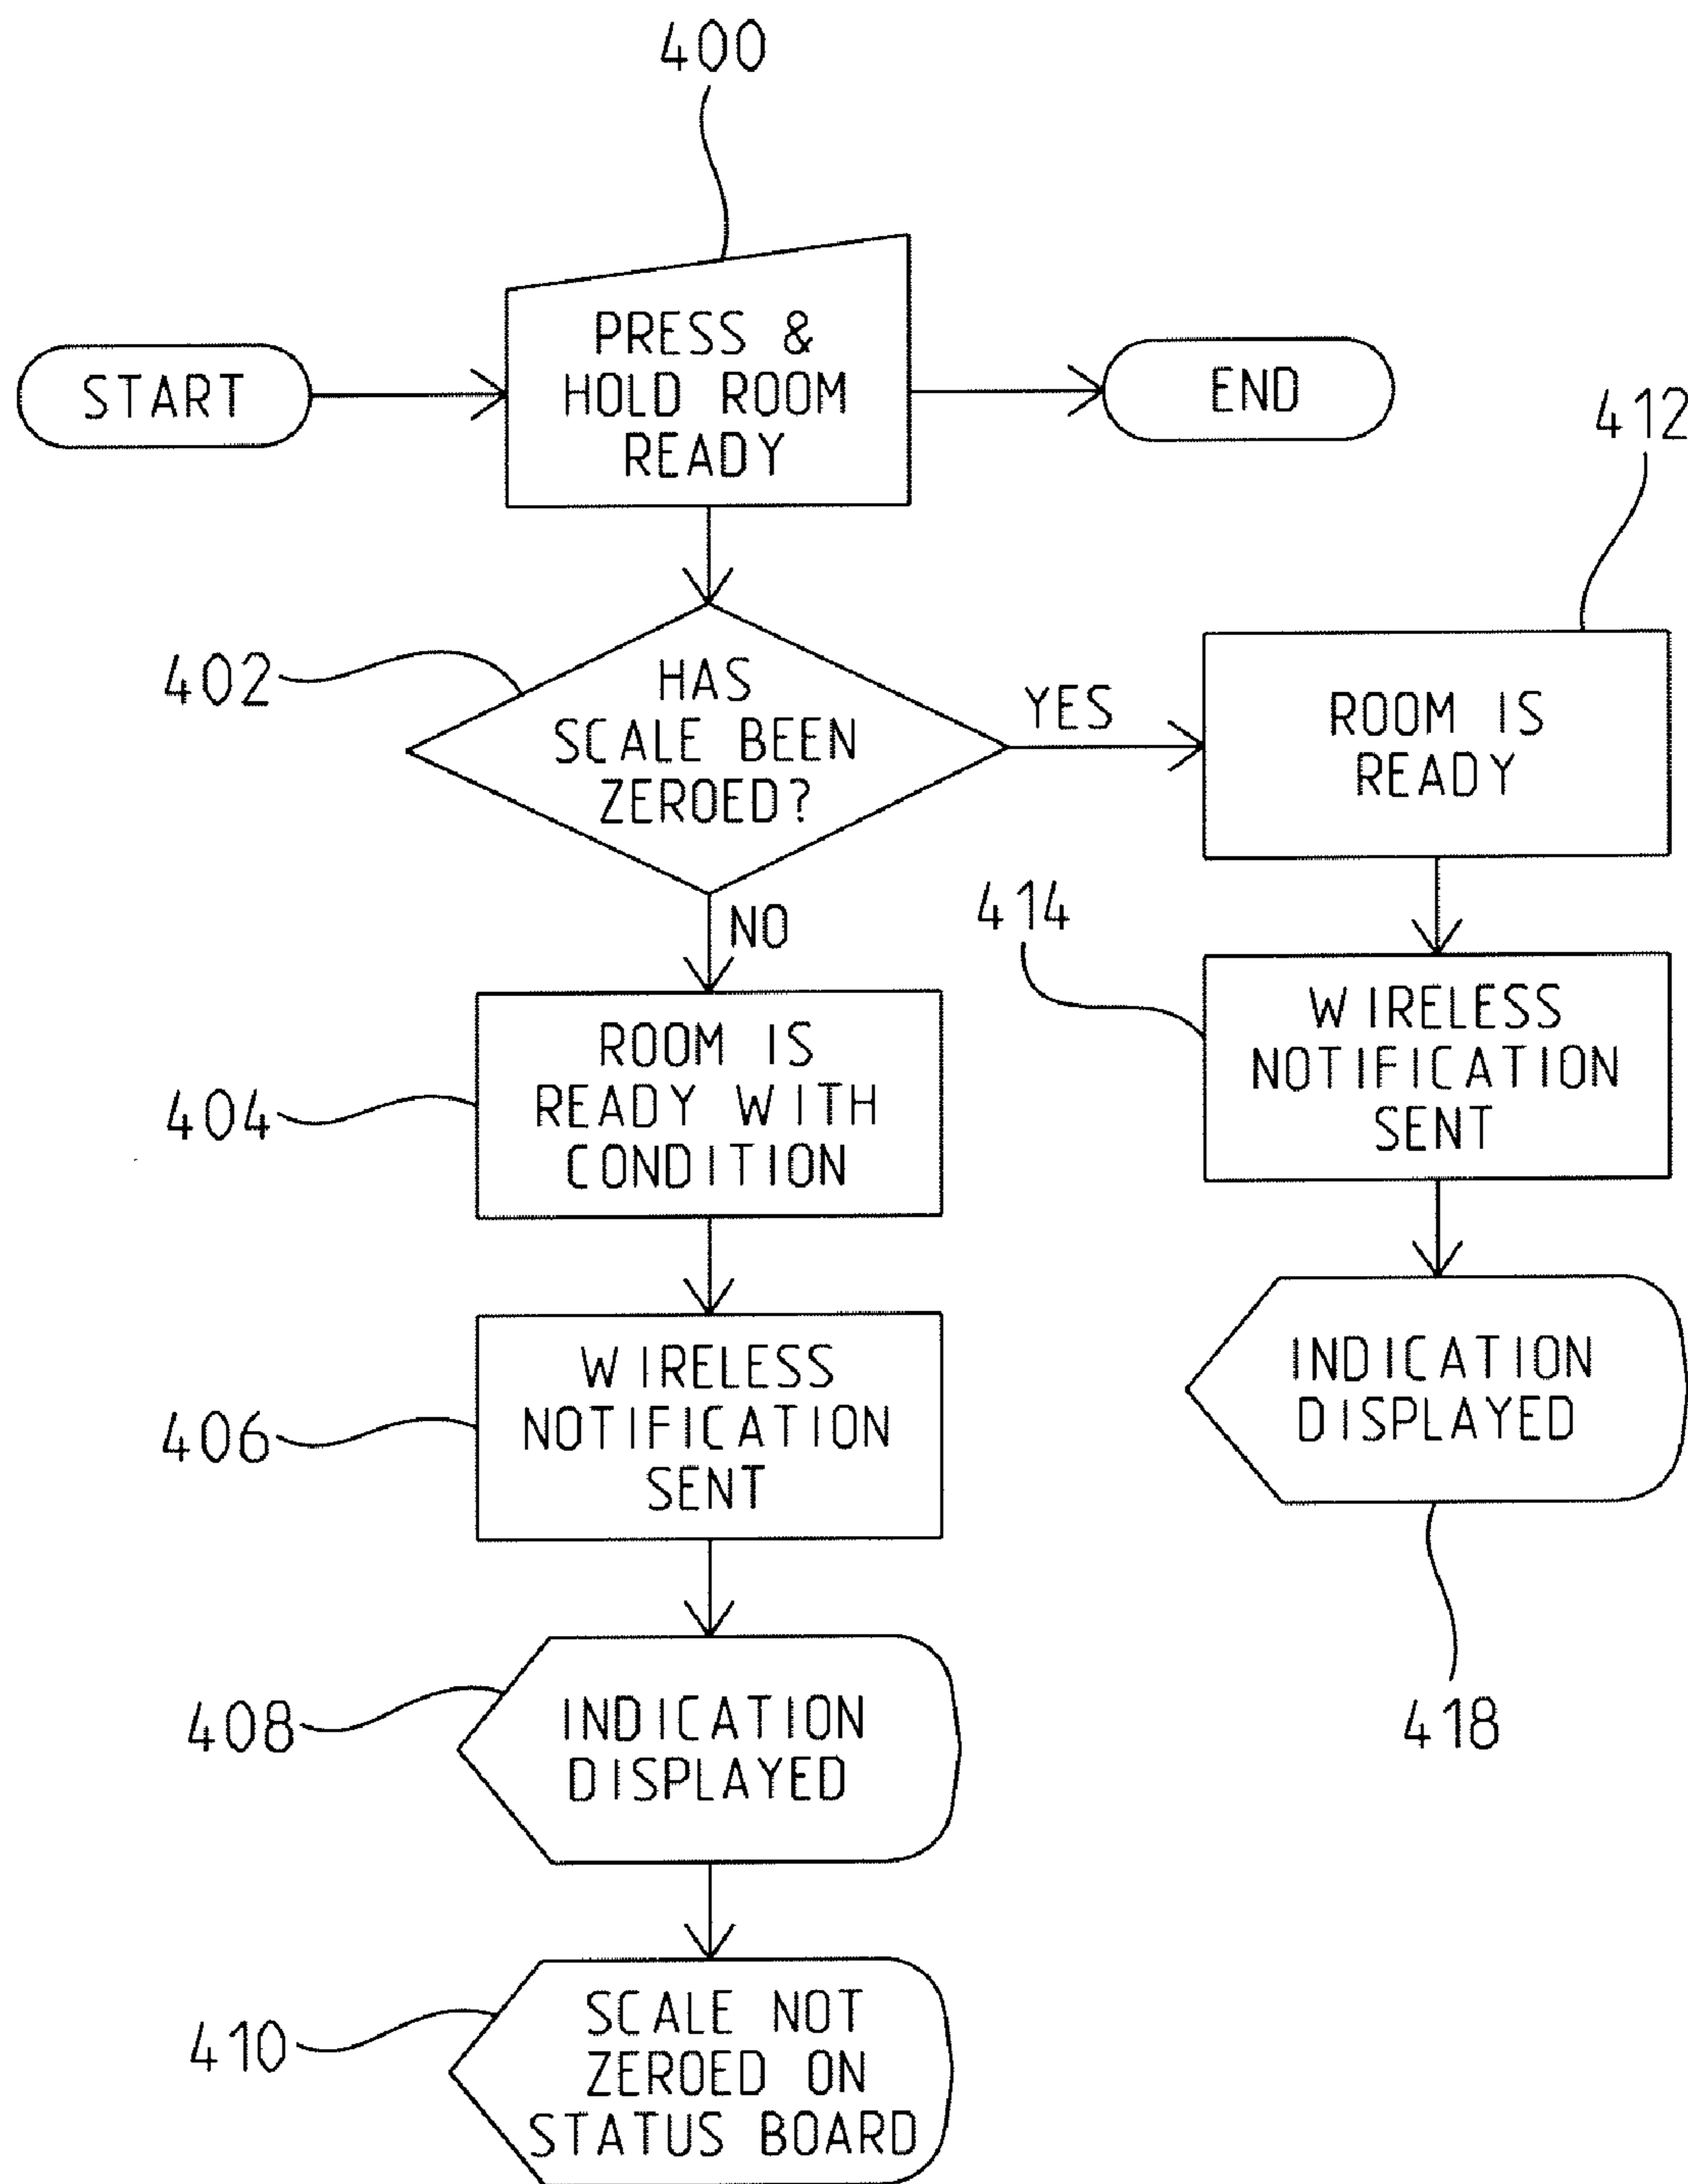 400
START
PRESS &
HOLD ROOM
READY
END
412
402
HAS
SCALE BEEN
ZEROED?
YES
ROOM IS
READY
NO
414
404
ROOM IS
READY WITH
CONDITION
WIRELESS
NOTIFICATION
SENT
406
WIRELESS
NOTIFICATION
SENT
INDICATION
DISPLAYED
418
408
INDICATION
DISPLAYED
410
SCALE NOT
ZEROED ON
STATUS BOARD